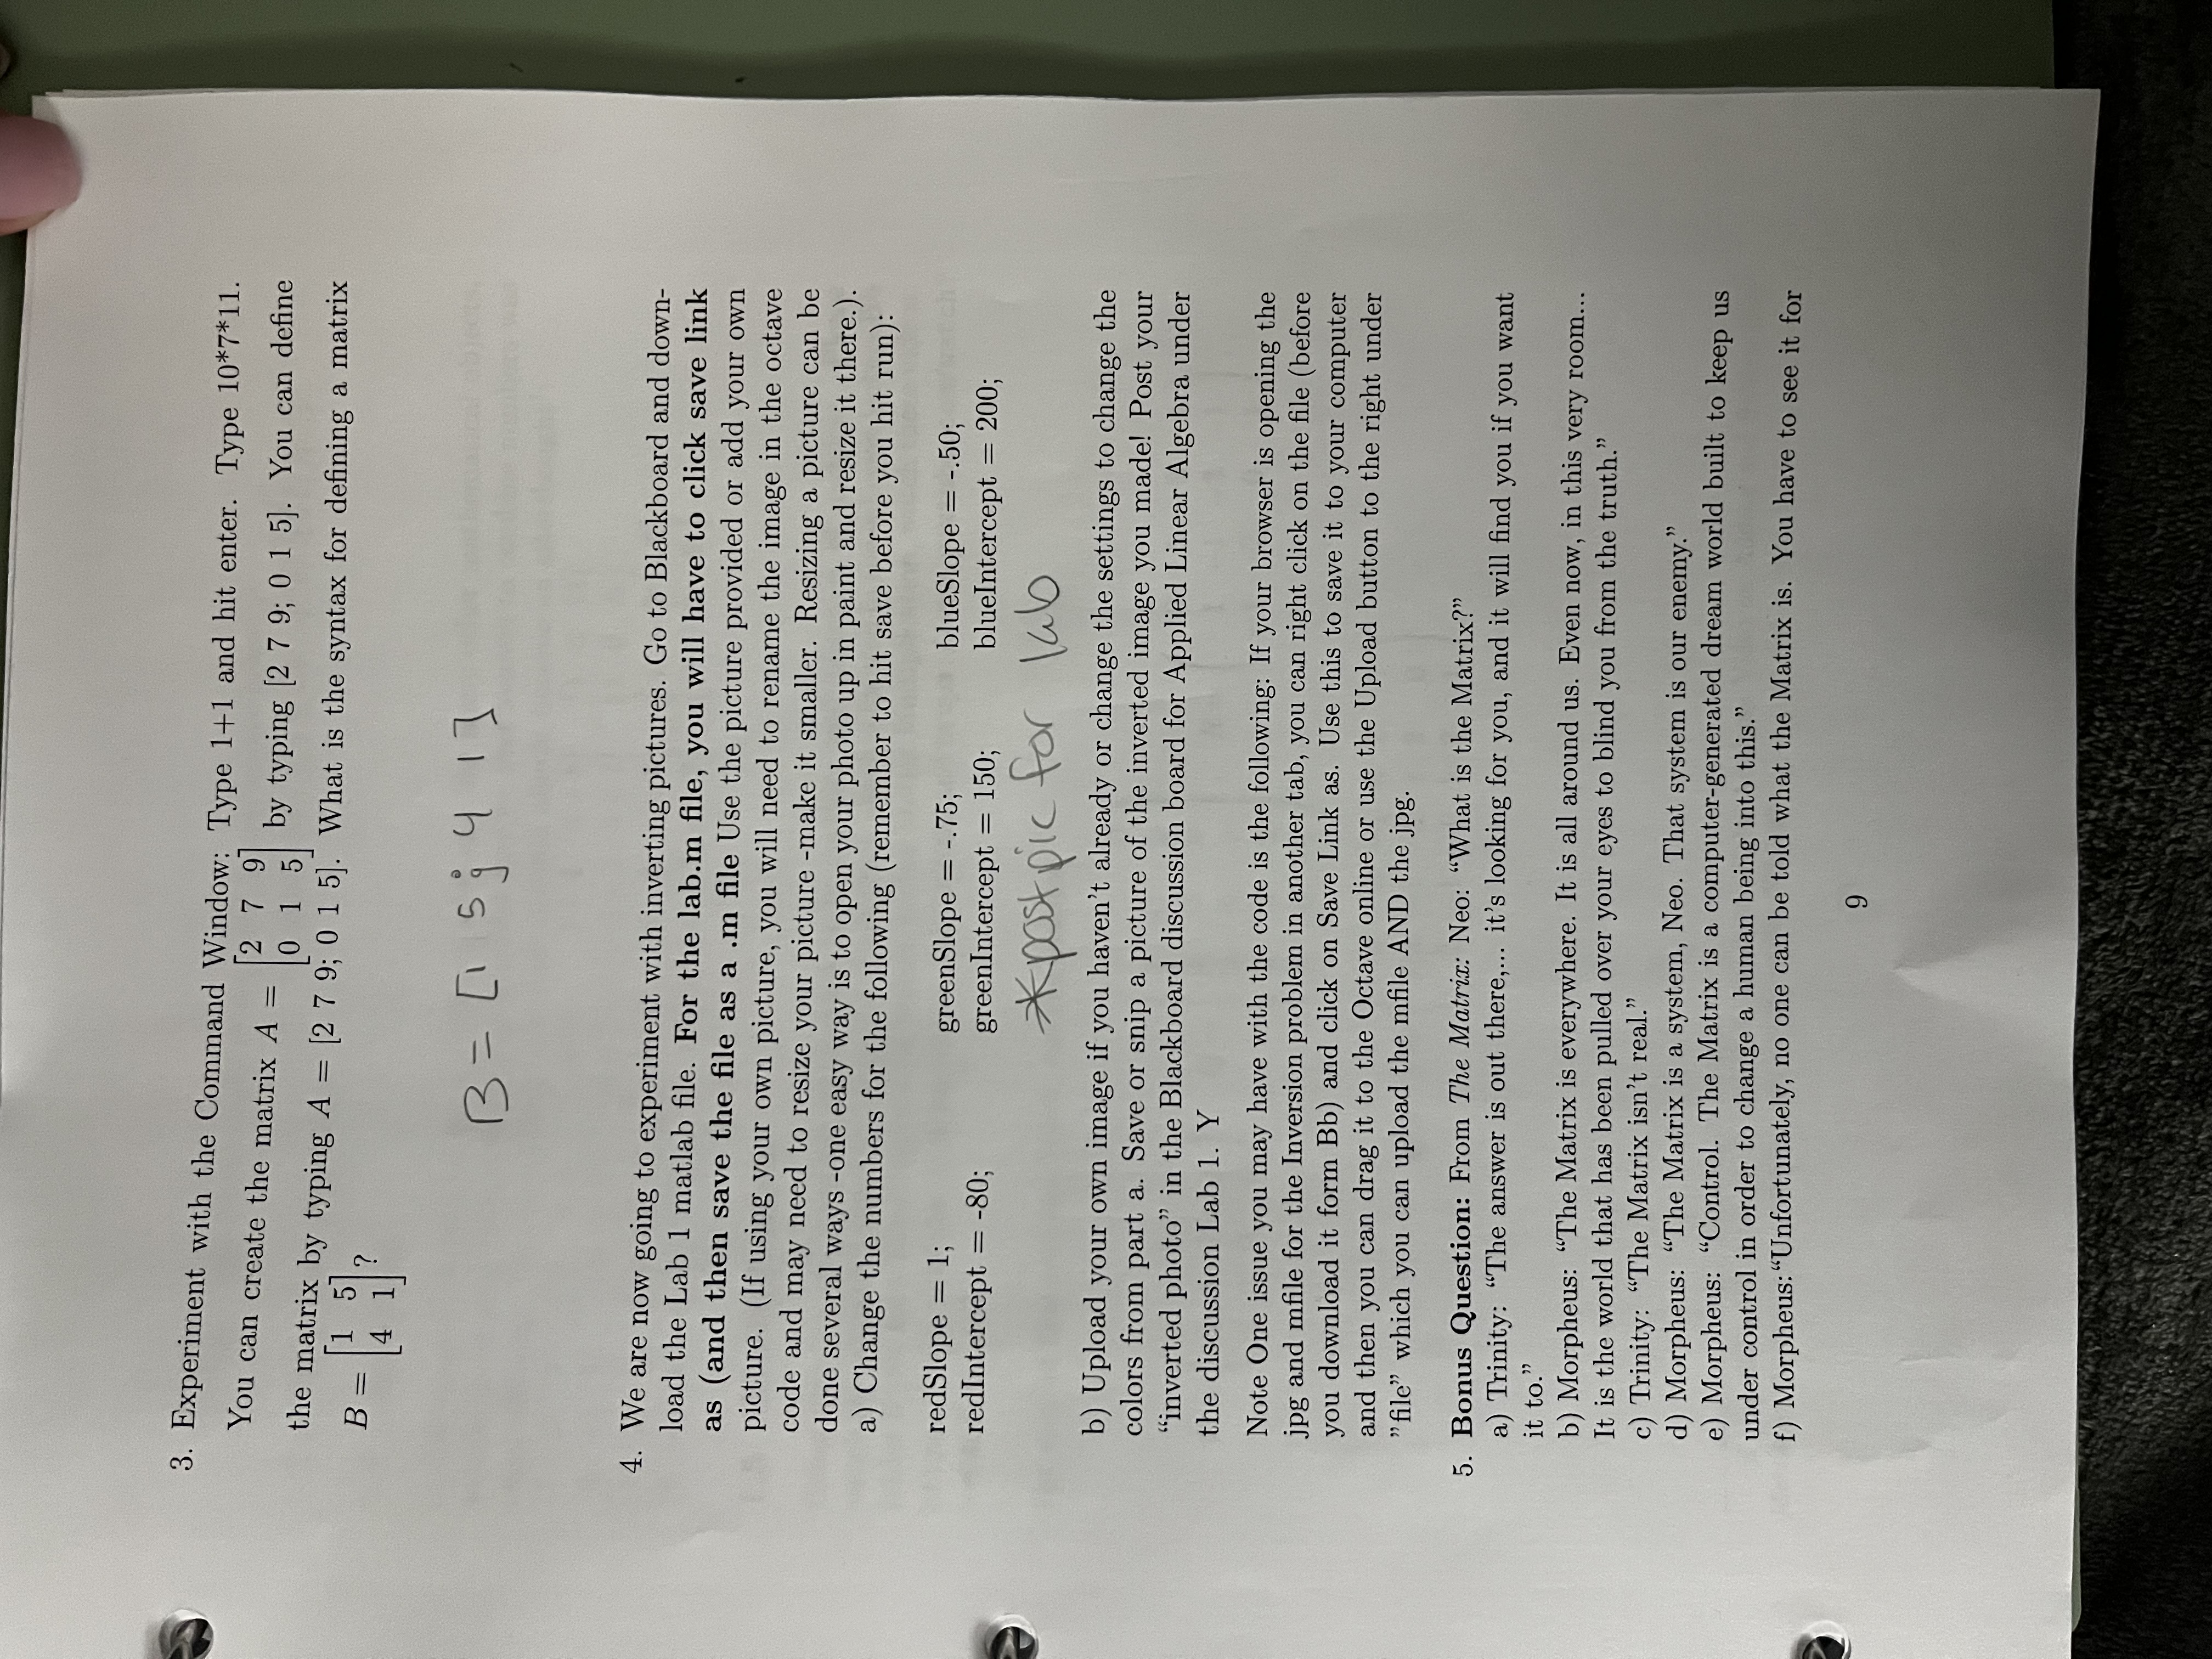 3. Experiment with the Command Window: Type 1+1 and hit enter. Type 10*7*11.
You can create the matrix A = [2 7 9; 0 1 5] by typing [2 7 9; 0 1 5]. You can define
the matrix by typing A = [2 7 9; 0 1 5]. What is the syntax for defining a matrix
B = [1 5; 4 1]?
B = [1 5; 4 1]
4. We are now going to experiment with inverting pictures. Go to Blackboard and down-
load the Lab 1 matlab file. For the lab.m file, you will have to click save link
as (and then save the file as a .m file Use the picture provided or add your own
picture. (If using your own picture, you will need to rename the image in the octave
code and may need to resize your picture -make it smaller. Resizing a picture can be
done several ways -one easy way is to open your photo up in paint and resize it there.).
a) Change the numbers for the following (remember to hit save before you hit run):
redSlope = 1; greenSlope = -.75; blueSlope = -.50;
redIntercept = -80; greenIntercept = 150; blueIntercept = 200;
*post pic for lab
b) Upload your own image if you haven't already or change the settings to change the
colors from part a. Save or snip a picture of the inverted image you made! Post your
“inverted photo” in the Blackboard discussion board for Applied Linear Algebra under
the discussion Lab 1. Y
Note One issue you may have with the code is the following: If your browser is opening the
jpg and mfile for the Inversion problem in another tab, you can right click on the file (before
you download it form Bb) and click on Save Link as. Use this to save it to your computer
and then you can drag it to the Octave online or use the Upload button to the right under
”file” which you can upload the mfile AND the jpg.
5. Bonus Question: From The Matrix: Neo: “What is the Matrix?”
a) Trinity: “The answer is out there,... it's looking for you, and it will find you if you want
it to.”
b) Morpheus: “The Matrix is everywhere. It is all around us. Even now, in this very room...
It is the world that has been pulled over your eyes to blind you from the truth.”
c) Trinity: “The Matrix isn't real.”
d) Morpheus: “The Matrix is a system, Neo. That system is our enemy.”
e) Morpheus: “Control. The Matrix is a computer-generated dream world built to keep us
under control in order to change a human being into this.”
f) Morpheus:“Unfortunately, no one can be told what the Matrix is. You have to see it for
9